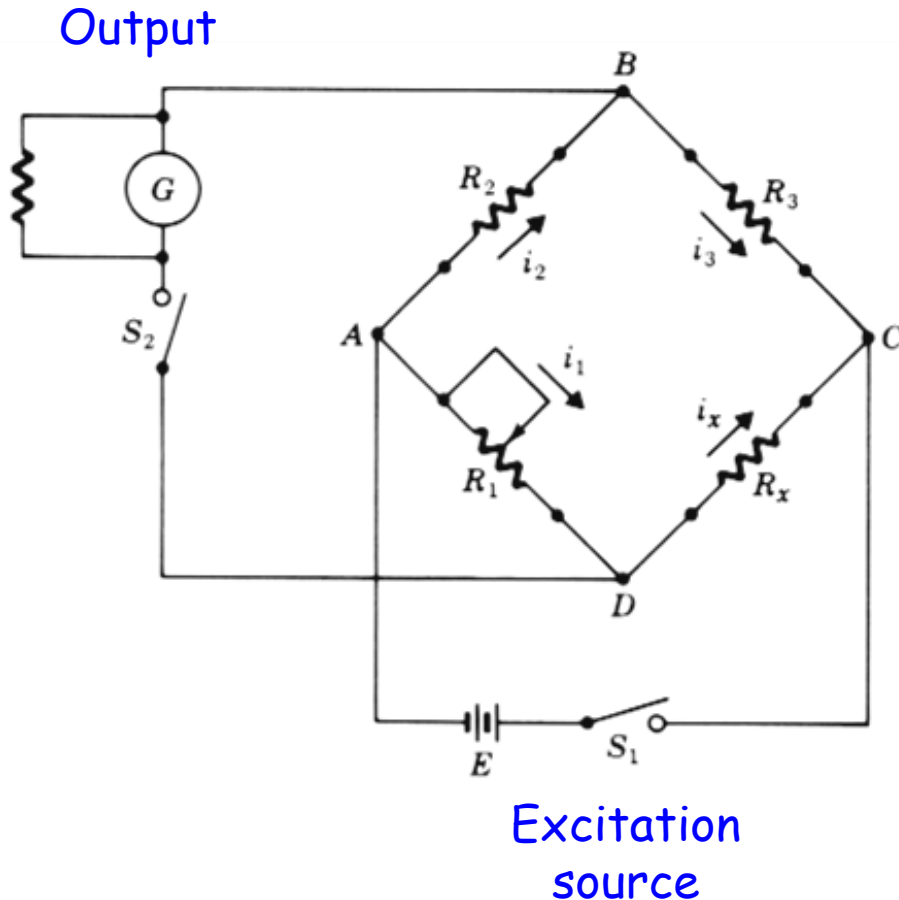 Output
B
G
R2
R3
i2
i3
S2
A
C
i1
ix
R1
Rx
D
E
S1
Excitation
source